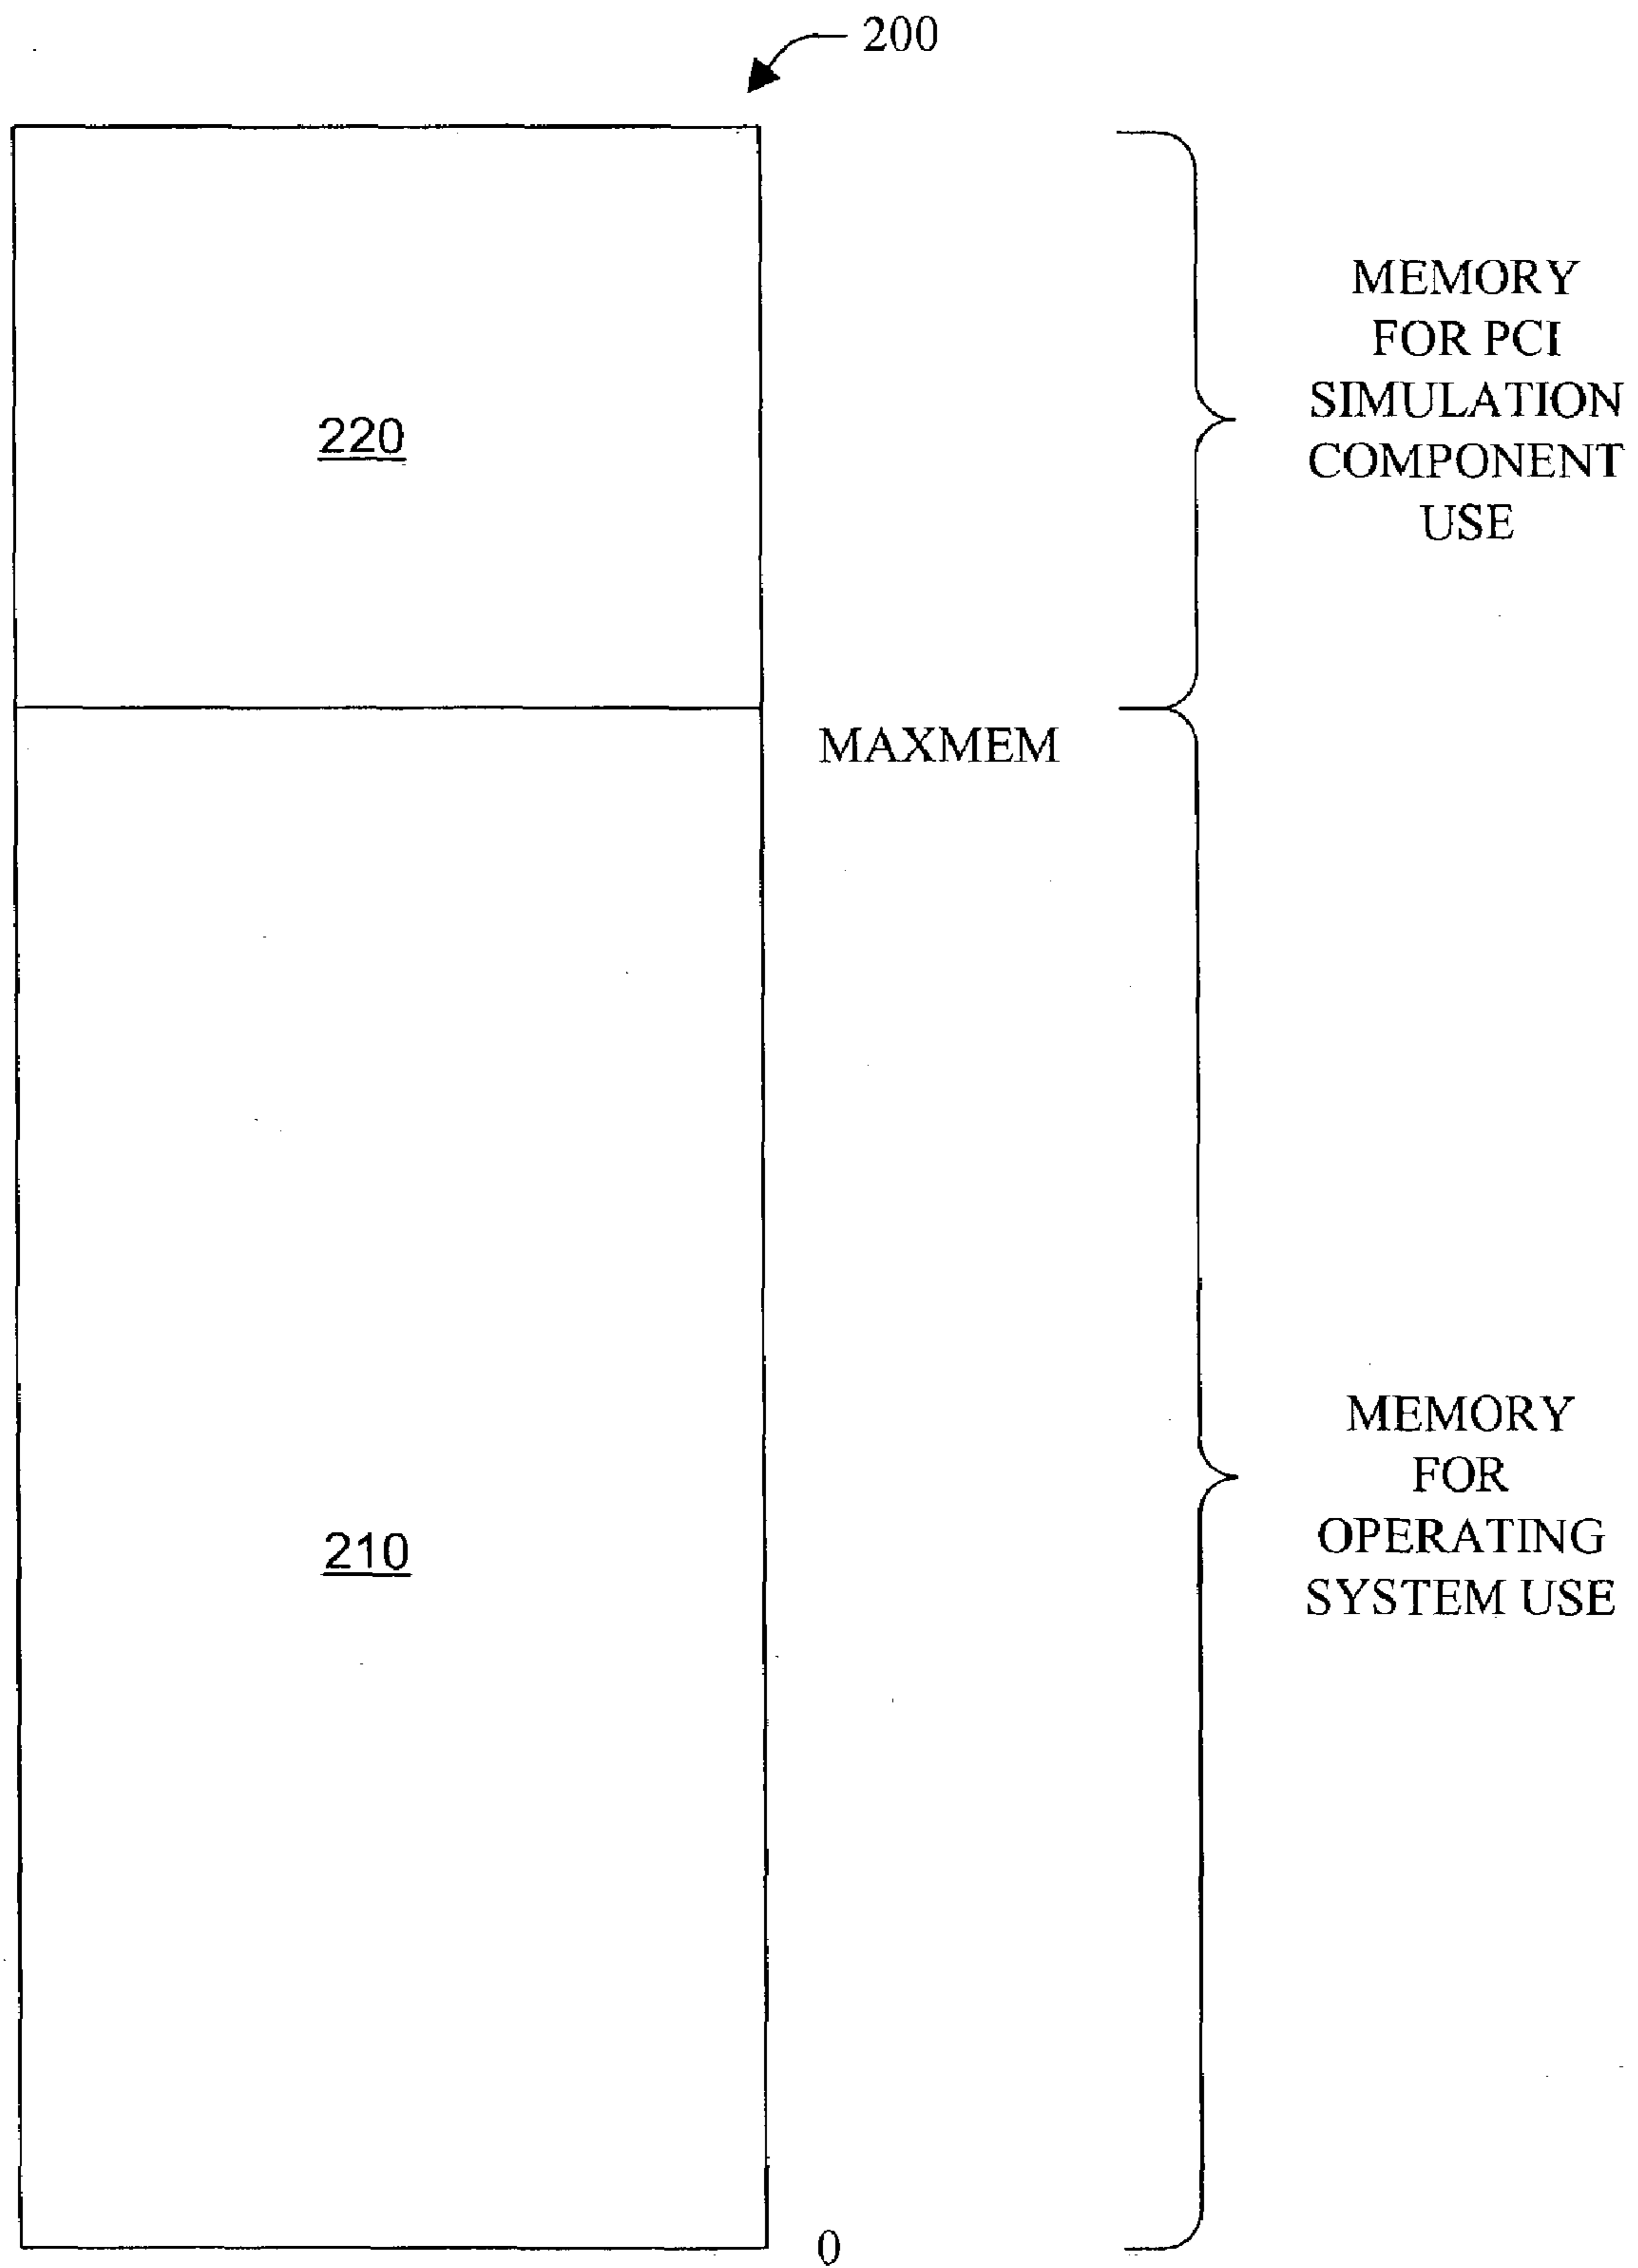 200
MEMORY
FOR PCI
SIMULATION
COMPONENT
USE
220
MAXMEM
MEMORY
FOR
OPERATING
SYSTEM USE
210
0